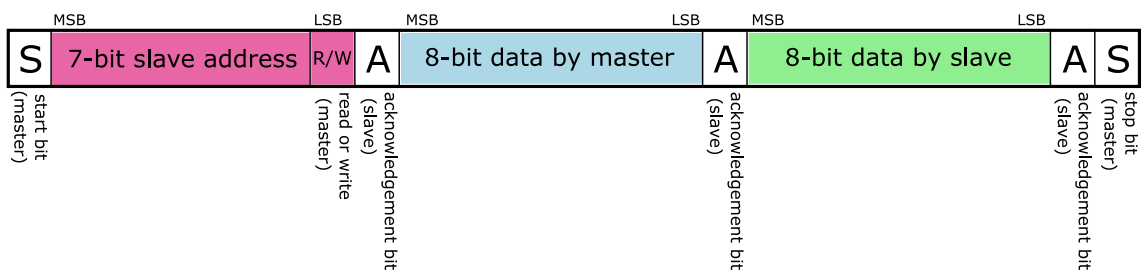 MSB LSB MSB LSB MSB LSB
S 7-bit slave address R/W A 8-bit data by master A 8-bit data by slave A S
start bit
(master)
read or write
(master)
acknowledgement bit
(slave)
acknowledgement bit
(slave)
acknowledgement bit
(slave)
stop bit
(master)